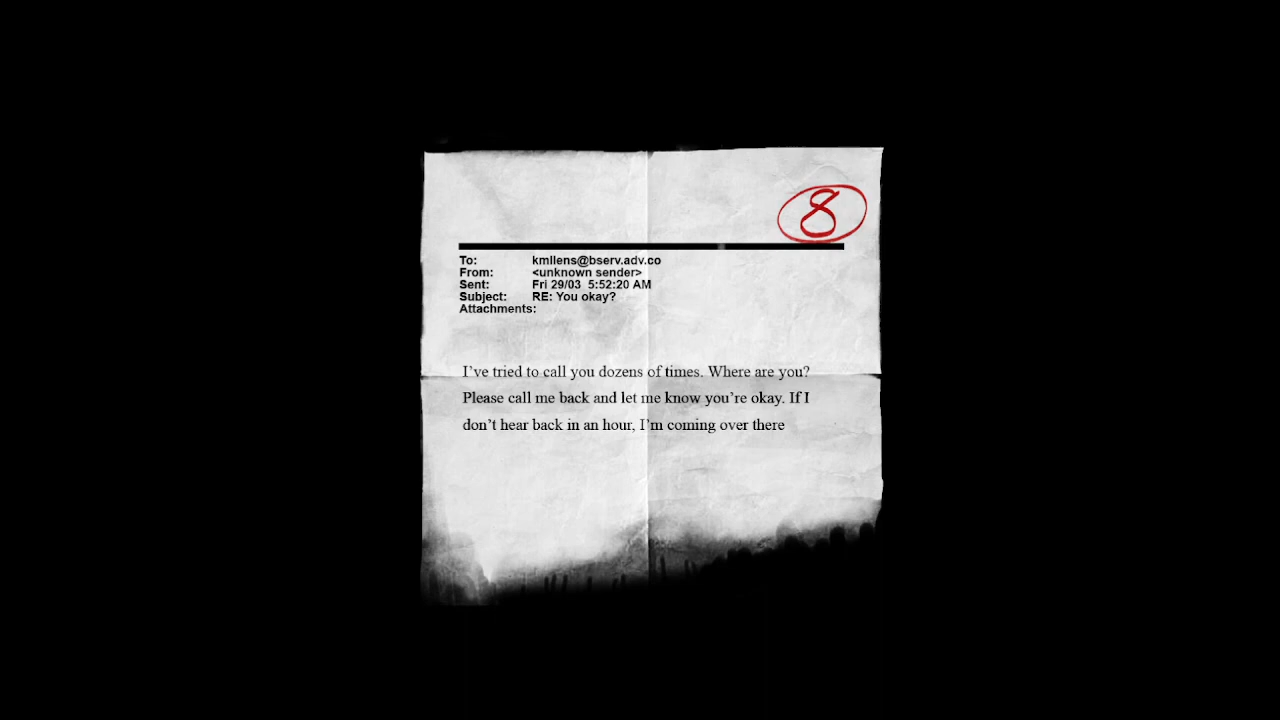 8
To: kmllens@bserv.adv.co
From: <unknown sender>
Sent: Fri 29/03 5:52:20 AM
Subject: RE: You okay?
Attachments:
I've tried to call you dozens of times. Where are you?
Please call me back and let me know you're okay. If I
don't hear back in an hour, I'm coming over there